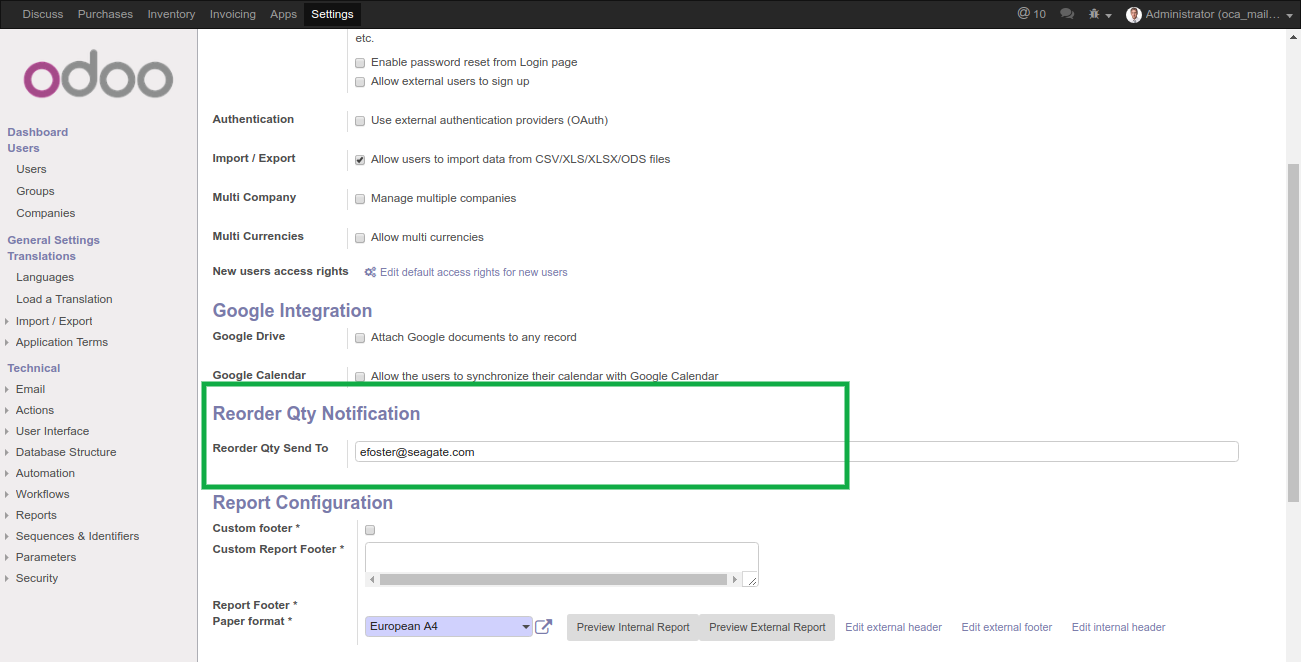 Discuss Purchases Inventory Invoicing Apps Settings @ 10 Administrator (oca_mail...
odoo
Dashboard
Users
Users
Groups
Companies
General Settings
Translations
Languages
Load a Translation
Import / Export
Application Terms
Technical
Email
Actions
User Interface
Database Structure
Automation
Workflows
Reports
Sequences & Identifiers
Parameters
Security
etc.
Enable password reset from Login page
Allow external users to sign up
Authentication Use external authentication providers (OAuth)
Import / Export Allow users to import data from CSV/XLS/XLSX/ODS files
Multi Company Manage multiple companies
Multi Currencies Allow multi currencies
New users access rights Edit default access rights for new users
Google Integration
Google Drive Attach Google documents to any record
Google Calendar Allow the users to synchronize their calendar with Google Calendar
Reorder Qty Notification
Reorder Qty Send To efoster@seagate.com
Report Configuration
Custom footer *
Custom Report Footer *
Report Footer *
Paper format * European A4 Preview Internal Report Preview External Report Edit external header Edit external footer Edit internal header